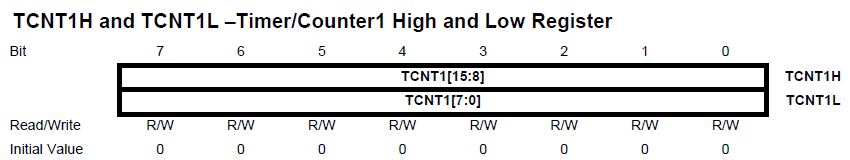 TCNT1H and TCNT1L –Timer/Counter1 High and Low Register
Bit 7 6 5 4 3 2 1 0
TCNT1[15:8] TCNT1H
TCNT1[7:0] TCNT1L
Read/Write R/W R/W R/W R/W R/W R/W R/W R/W
Initial Value 0 0 0 0 0 0 0 0